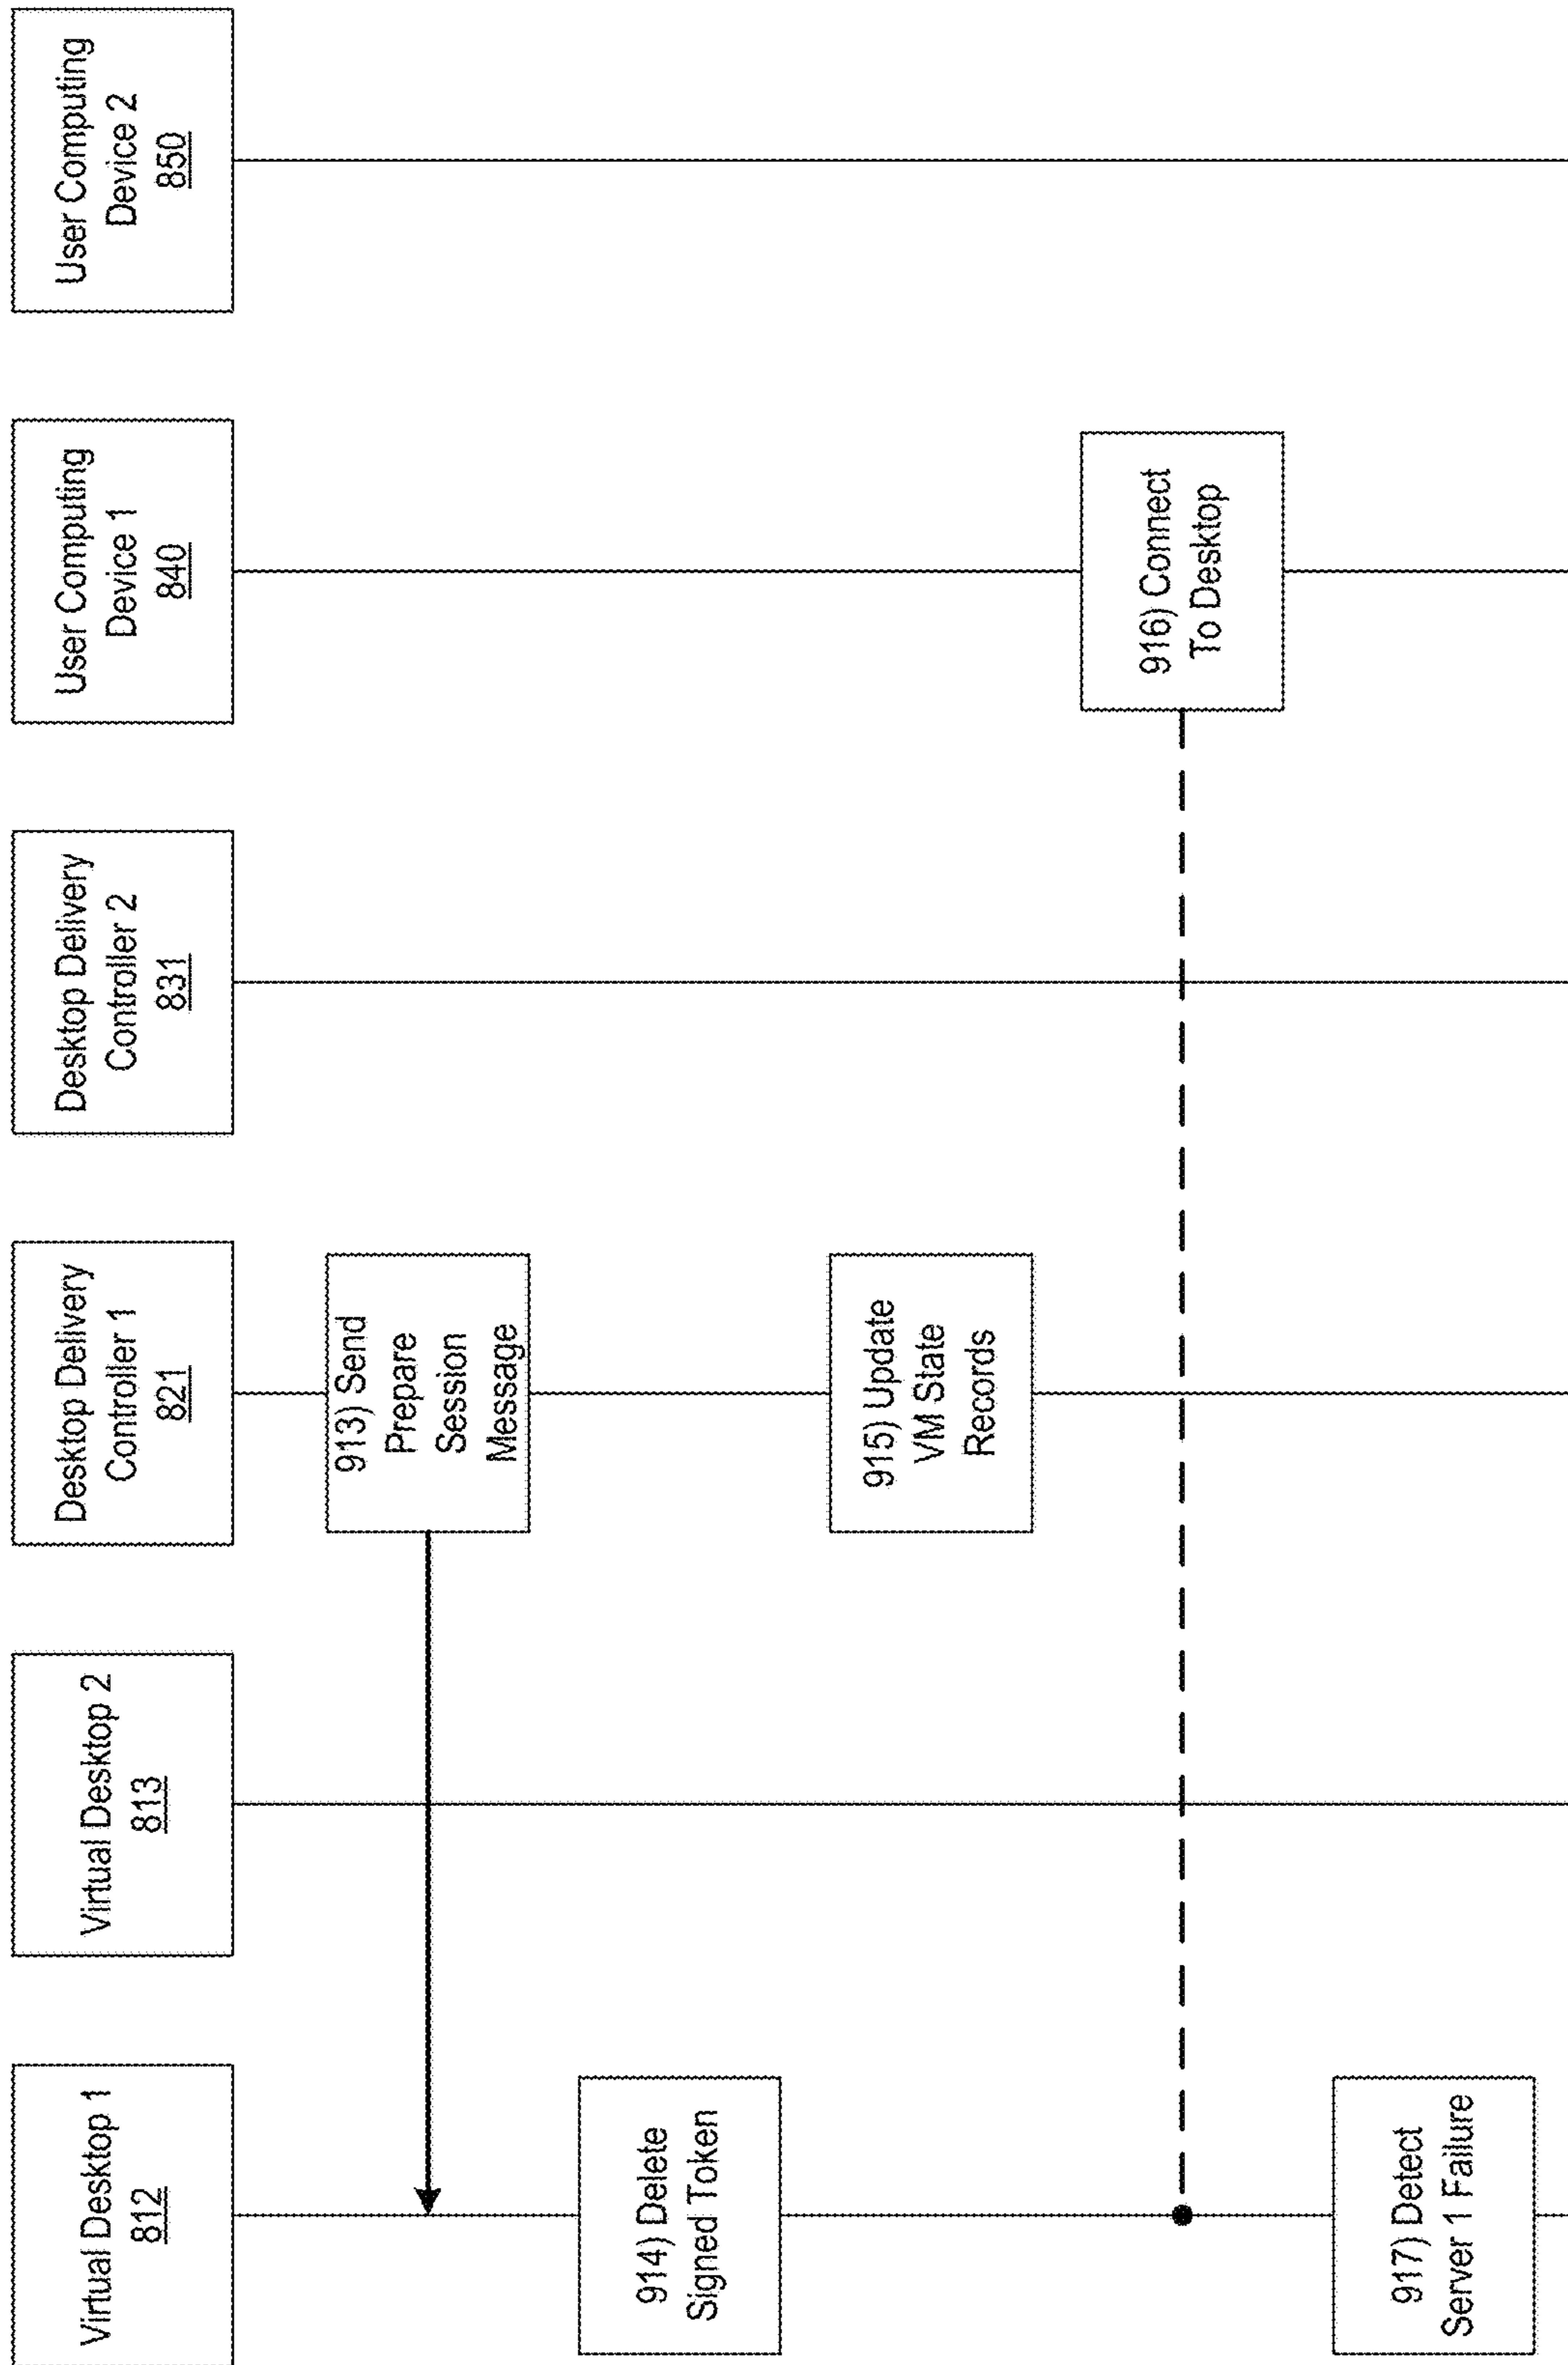 Virtual Desktop 1
812
Virtual Desktop 2
813
Desktop Delivery
Controller 1
821
Desktop Delivery
Controller 2
831
User Computing
Device 1
840
User Computing
Device 2
850
913) Send
Prepare
Session
Message
914) Delete
Signed Token
915) Update
VM State
Records
916) Connect
To Desktop
917) Detect
Server 1 Failure